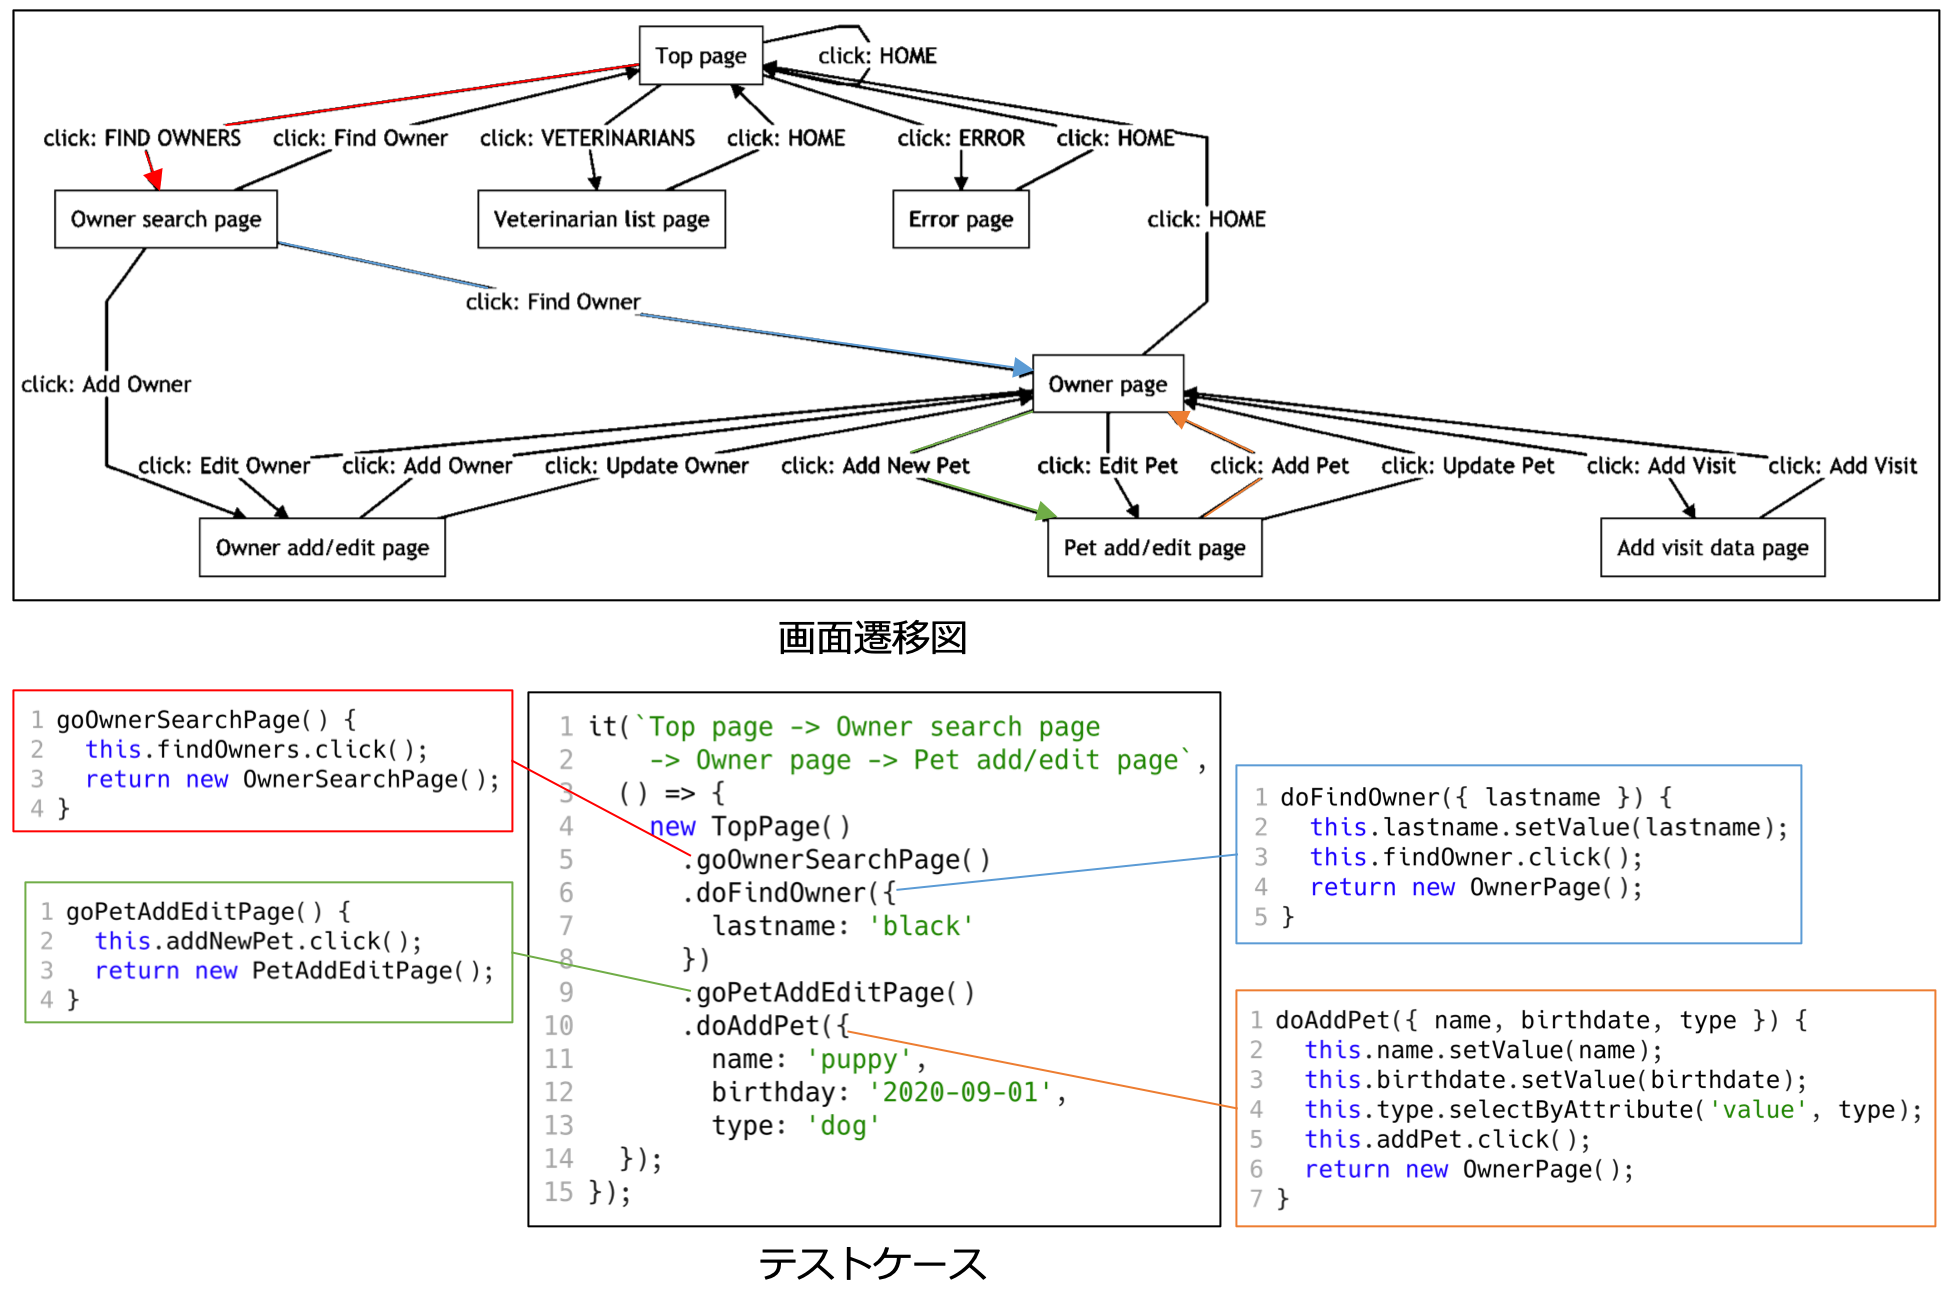 Top page
click: HOME
click: FIND OWNERS
click: Find Owner
click: VETERINARIANS
click: HOME
click: ERROR
click: HOME
Owner search page
Veterinarian list page
Error page
click: HOME
click: Find Owner
click: Add Owner
Owner page
click: Edit Owner
click: Add Owner
click: Update Owner
click: Add New Pet
click: Edit Pet
click: Add Pet
click: Update Pet
click: Add Visit
click: Add Visit
Owner add/edit page
Pet add/edit page
Add visit data page
画面遷移図
1 goOwnerSearchPage() {
2   this.findOwners.click();
3   return new OwnerSearchPage();
4 }
1 goPetAddEditPage() {
2   this.addNewPet.click();
3   return new PetAddEditPage();
4 }
1 it(`Top page -> Owner search page
2     -> Owner page -> Pet add/edit page`,
3   () => {
4     new TopPage()
5       .goOwnerSearchPage()
6       .doFindOwner({
7         lastname: 'black'
8       })
9       .goPetAddEditPage()
10       .doAddPet({
11         name: 'puppy',
12         birthday: '2020-09-01',
13         type: 'dog'
14   });
15 });
1 doFindOwner({ lastname }) {
2   this.lastname.setValue(lastname);
3   this.findOwner.click();
4   return new OwnerPage();
5 }
1 doAddPet({ name, birthdate, type }) {
2   this.name.setValue(name);
3   this.birthdate.setValue(birthdate);
4   this.type.selectByAttribute('value', type);
5   this.addPet.click();
6   return new OwnerPage();
7 }
テストケース